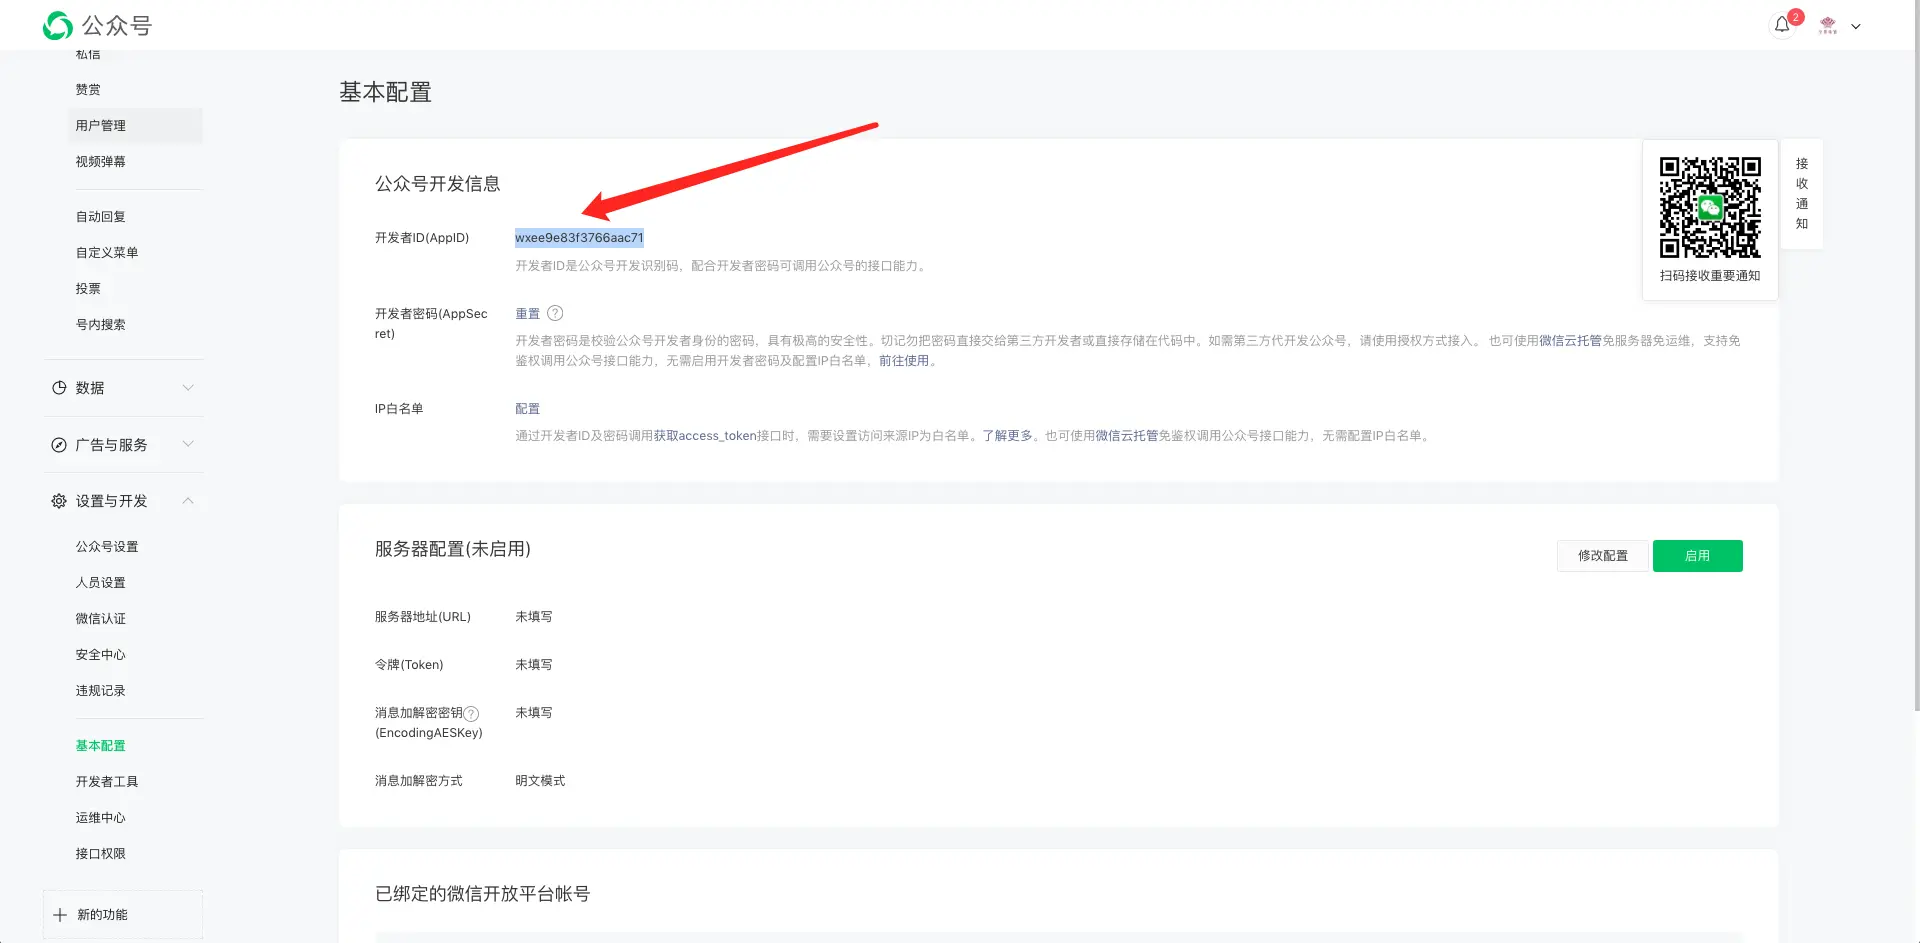 公众号
2
私信
赞赏
用户管理
视频弹幕
自动回复
自定义菜单
投票
号内搜索
数据
广告与服务
设置与开发
公众号设置
人员设置
微信认证
安全中心
违规记录
基本配置
开发者工具
运维中心
接口权限
新的功能
基本配置
公众号开发信息
开发者ID(AppID)
wxee9e83f3766aac71
开发者ID是公众号开发识别码，配合开发者密码可调用公众号的接口能力。
开发者密码(AppSec
ret)
重置 ?
开发者密码是校验公众号开发者身份的密码，具有极高的安全性。切记勿把密码直接交给第三方开发者或直接存储在代码中。如需第三方代开发公众号，请使用授权方式接入。 也可使用微信云托管免服务器免运维，支持免
鉴权调用公众号接口能力，无需启用开发者密码及配置IP白名单，前往使用。
IP白名单
配置
通过开发者ID及密码调用获取access_token接口时，需要设置访问来源IP为白名单。了解更多。也可使用微信云托管免鉴权调用公众号接口能力，无需配置IP白名单。
服务器配置(未启用)
修改配置
启用
服务器地址(URL)
未填写
令牌(Token)
未填写
消息加解密密钥?
(EncodingAESKey)
未填写
消息加解密方式
明文模式
已绑定的微信开放平台帐号
扫码接收重要通知
接
收
通
知